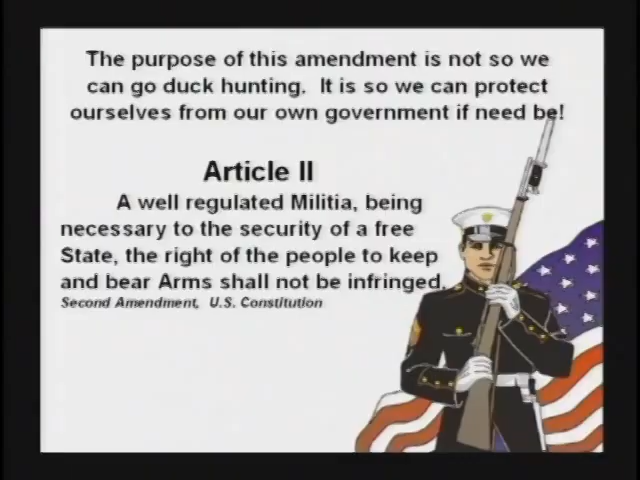 The purpose of this amendment is not so we
can go duck hunting.  It is so we can protect
ourselves from our own government if need be!
Article II
A well regulated Militia, being
necessary to the security of a free
State, the right of the people to keep
and bear Arms shall not be infringed.
Second Amendment,  U.S. Constitution